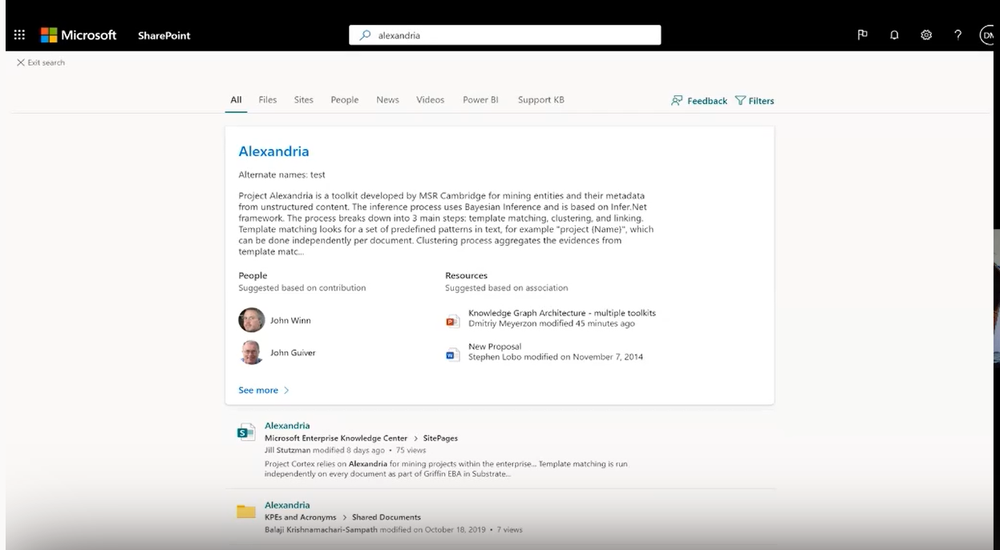 Microsoft SharePoint alexandria
Exit search
All Files Sites People News Videos Power BI Support KB Feedback Filters
Alexandria
Alternate names: test
Project Alexandria is a toolkit developed by MSR Cambridge for mining entities and their metadata
from unstructured content. The inference process uses Bayesian Inference and is based on Infer.Net
framework. The process breaks down into 3 main steps: template matching, clustering, and linking.
Template matching looks for a set of predefined patterns in text, for example "project {Name}", which
can be done independently per document. Clustering process aggregates the evidences from
template matc...
People
Suggested based on contribution
John Winn
John Guiver
Resources
Suggested based on association
Knowledge Graph Architecture - multiple toolkits
Dmitriy Meyerzon modified 45 minutes ago
New Proposal
Stephen Lobo modified on November 7, 2014
See more
Alexandria
Microsoft Enterprise Knowledge Center > SitePages
Jill Stutzman modified 8 days ago • 75 views
Project Cortex relies on Alexandria for mining projects within the enterprise... Template matching is run
independently on every document as part of Griffin EBA in Substrate...
Alexandria
KPEs and Acronyms > Shared Documents
Balaji Krishnamachari-Sampath modified on October 18, 2019 • 7 views